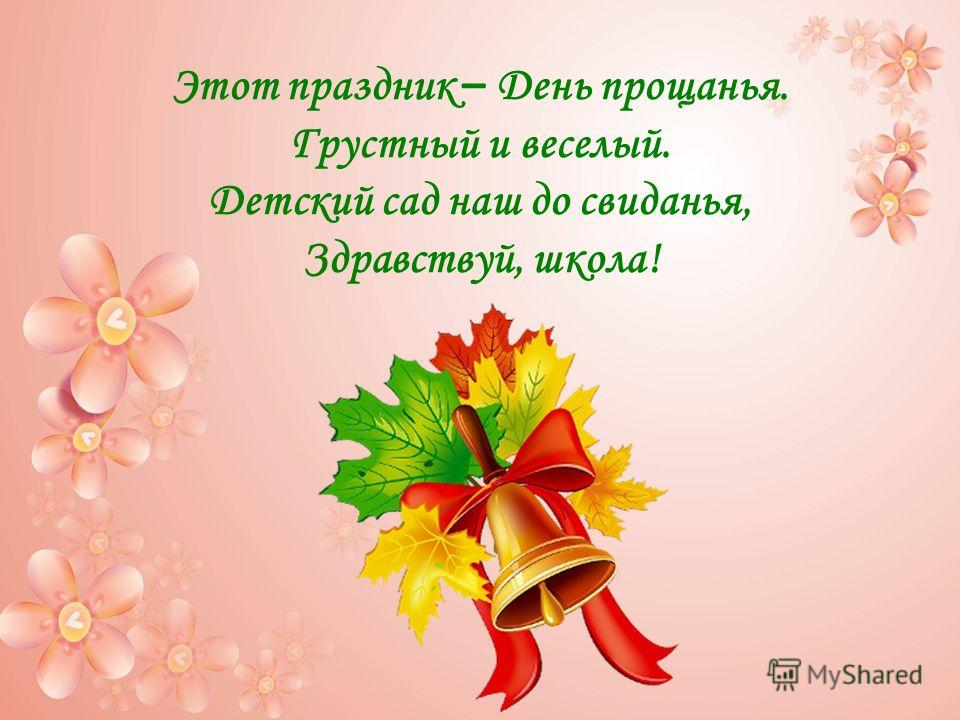 Этот праздник – День прощанья.
Грустный и веселый.
Детский сад наш до свиданья,
Здравствуй, школа!
MyShared